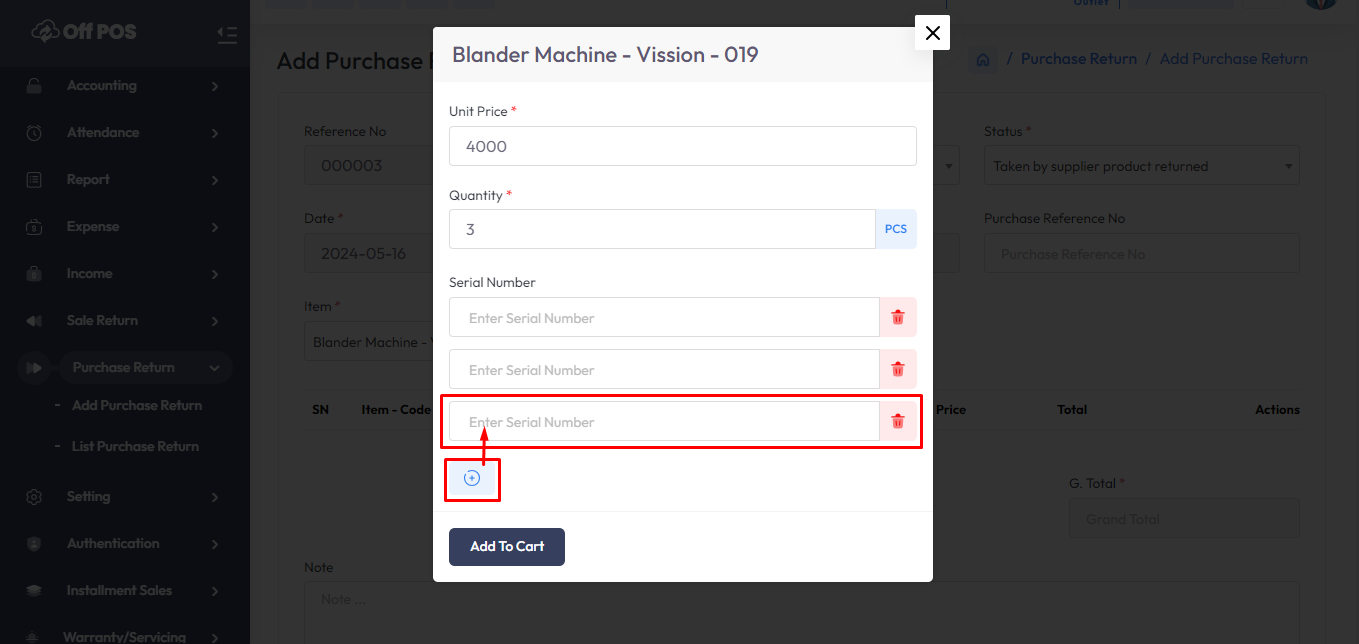 Off POS
Outlet
Accounting
Attendance
Report
Expense
Income
Sale Return
Purchase Return
- Add Purchase Return
- List Purchase Return
Setting
Authentication
Installment Sales
Warranty/Servicing
Add Purchase
/ Purchase Return / Add Purchase Return
Reference No
000003
Status *
Taken by supplier product returned
Date *
2024-05-16
Purchase Reference No
Purchase Reference No
Item *
Blander Machine -
SN Item - Code Price Total Actions
G. Total *
Grand Total
Note
Note ...
Blander Machine - Vission - 019
Unit Price *
4000
Quantity *
3 PCS
Serial Number
Enter Serial Number
Enter Serial Number
Enter Serial Number
Add To Cart